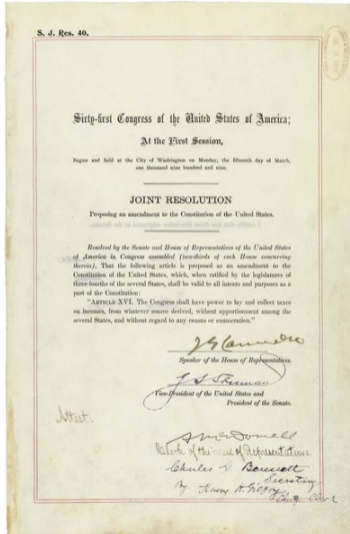 S. J. Res. 40.
Sixty-first Congress of the United States of America;
At the First Session,
Begun and held at the City of Washington on Monday, the fifteenth day of March,
one thousand nine hundred and nine.
JOINT RESOLUTION
Proposing an amendment to the Constitution of the United States.
Resolved by the Senate and House of Representatives of the United States
of America in Congress assembled (two-thirds of each House concurring
therein), That the following article is proposed as an amendment to the
Constitution of the United States, which, when ratified by the legislatures of
three-fourths of the several States, shall be valid to all intents and purposes as a
part of the Constitution:
"ARTICLE XVI. The Congress shall have power to lay and collect taxes
on incomes, from whatever source derived, without apportionment among the
several States, and without regard to any census or enumeration."
J G Cannon
Speaker of the House of Representatives.
J S Sherman
Vice-President of the United States and
President of the Senate.
Attest:
McDowell
Clerk of the House of Representatives.
Charles G. Bennett
Secretary
By Henry H. Gilfry
Chief Clerk